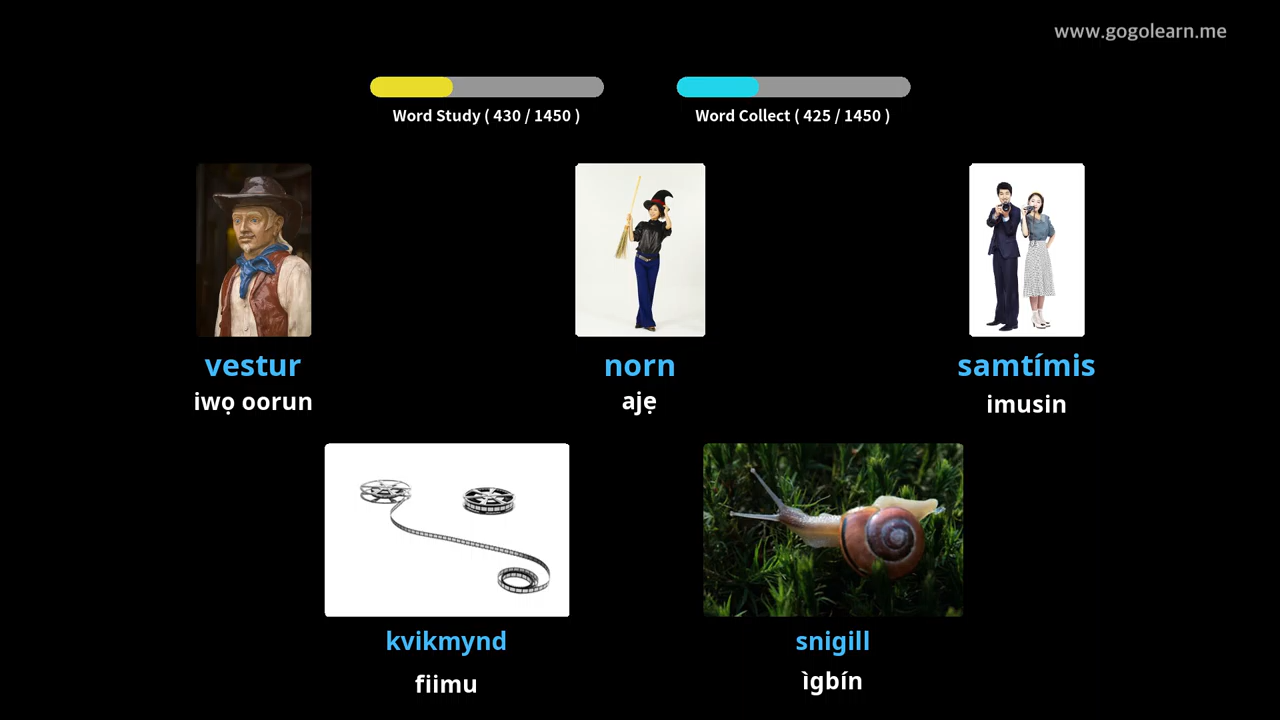 www.gogolearn.me
Word Study ( 430 / 1450 )
Word Collect ( 425 / 1450 )
vestur
iwọ oorun
norn
ajẹ
samtímis
imusin
kvikmynd
fiimu
snigill
ìgbín